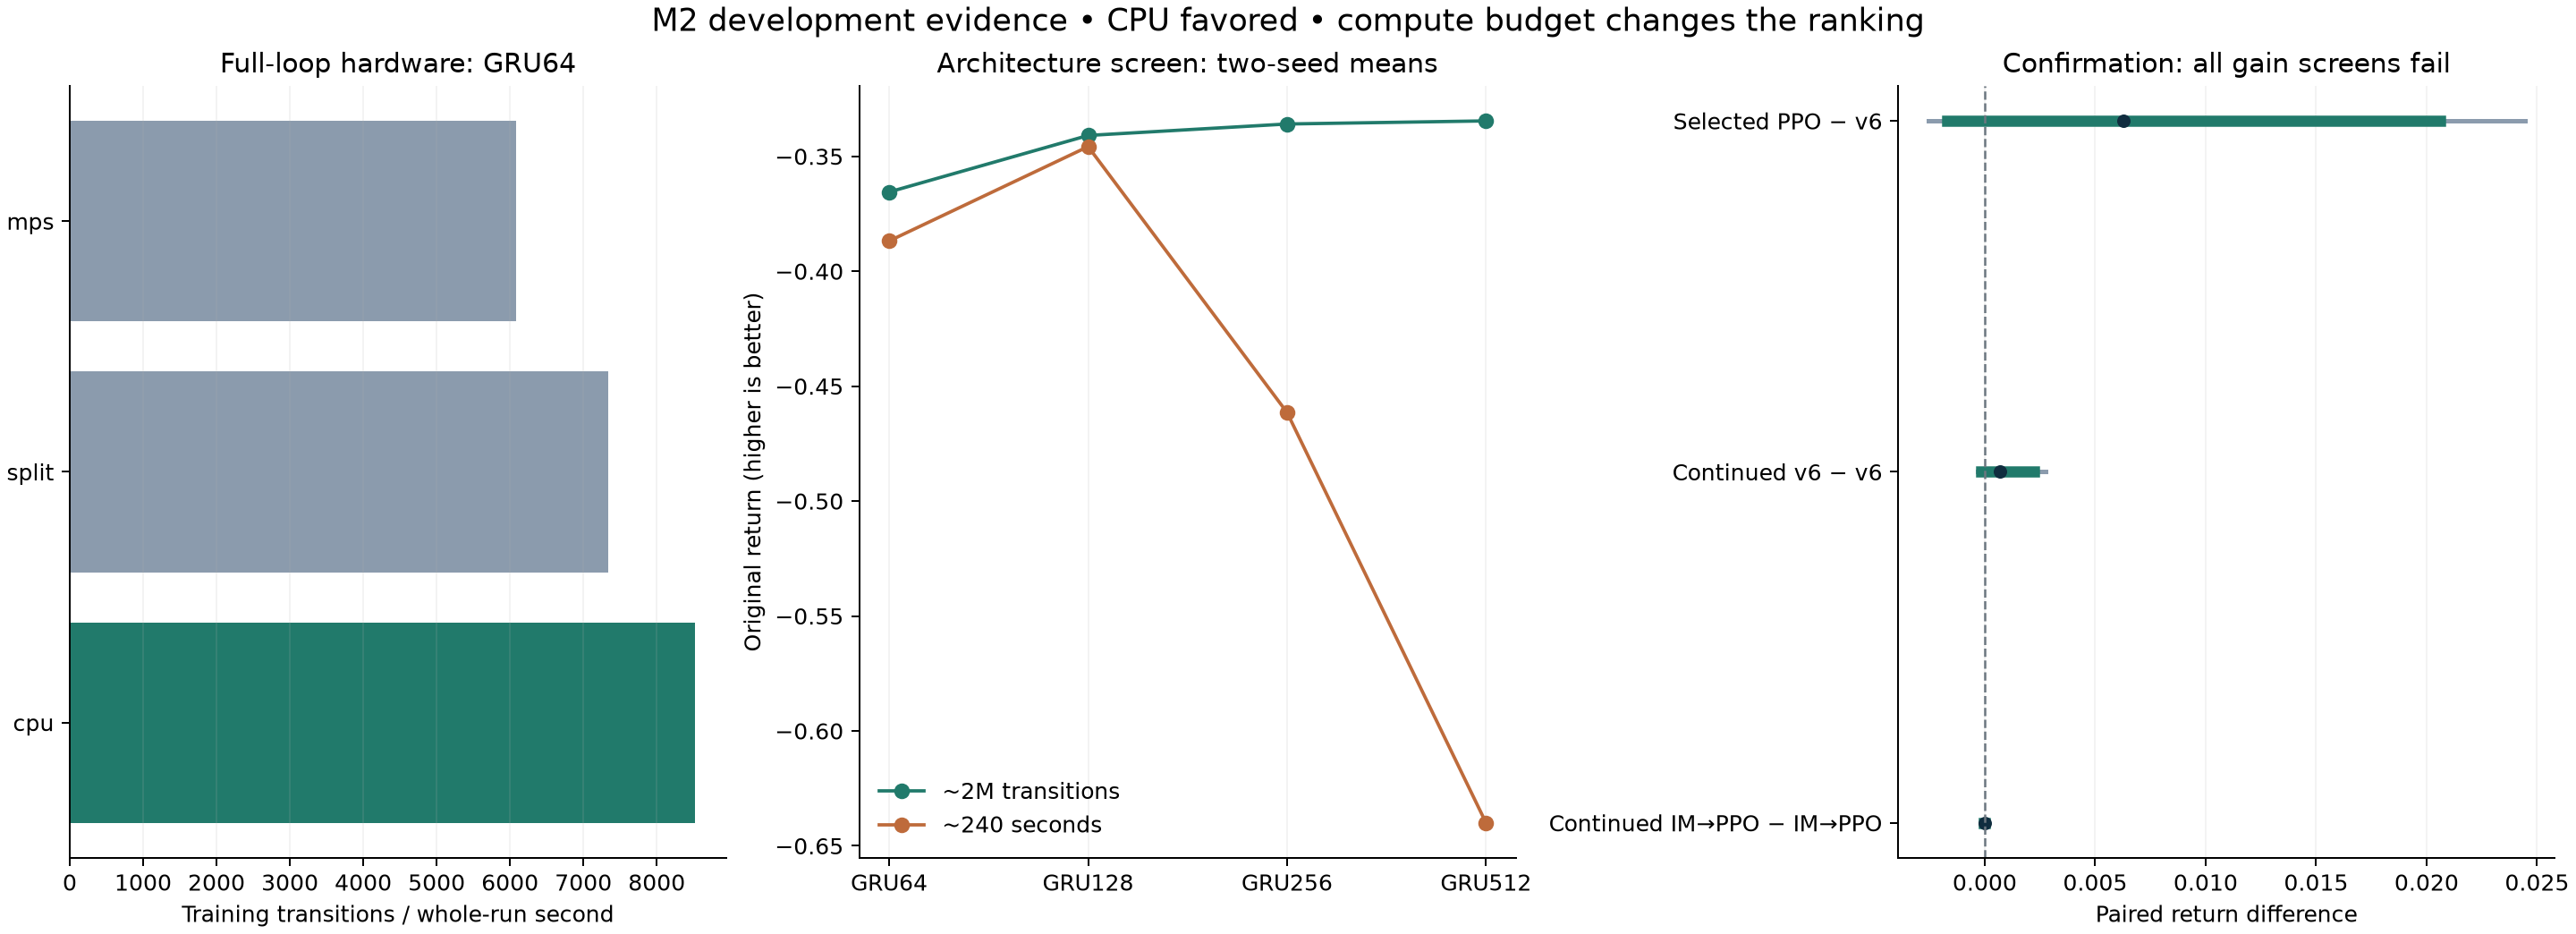 M2 development evidence • CPU favored • compute budget changes the ranking
Full-loop hardware: GRU64
mps
split
cpu
0 1000 2000 3000 4000 5000 6000 7000 8000
Training transitions / whole-run second
Architecture screen: two-seed means
Original return (higher is better)
−0.35
−0.40
−0.45
−0.50
−0.55
−0.60
−0.65
~2M transitions
~240 seconds
GRU64 GRU128 GRU256 GRU512
Confirmation: all gain screens fail
Selected PPO − v6
Continued v6 − v6
Continued IM→PPO − IM→PPO
0.000 0.005 0.010 0.015 0.020 0.025
Paired return difference